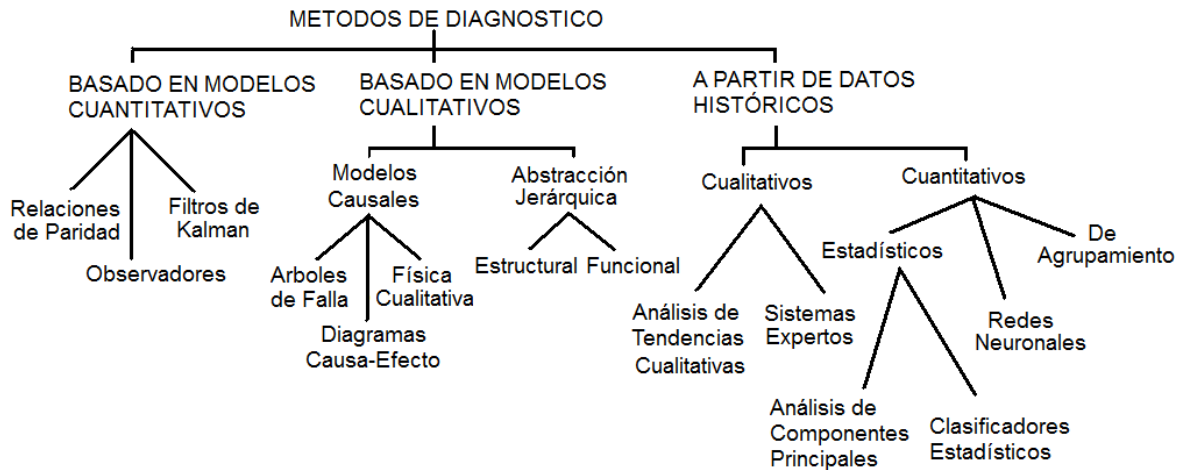 METODOS DE DIAGNOSTICO
BASADO EN MODELOS
CUANTITATIVOS
BASADO EN MODELOS
CUALITATIVOS
A PARTIR DE DATOS
HISTÓRICOS
Relaciones
de Paridad
Observadores
Filtros de
Kalman
Modelos
Causales
Arboles
de Falla
Diagramas
Causa-Efecto
Física
Cualitativa
Abstracción
Jerárquica
Estructural
Funcional
Cualitativos
Análisis de
Tendencias
Cualitativas
Sistemas
Expertos
Cuantitativos
Estadísticos
Análisis de
Componentes
Principales
Clasificadores
Estadísticos
Redes
Neuronales
De
Agrupamiento